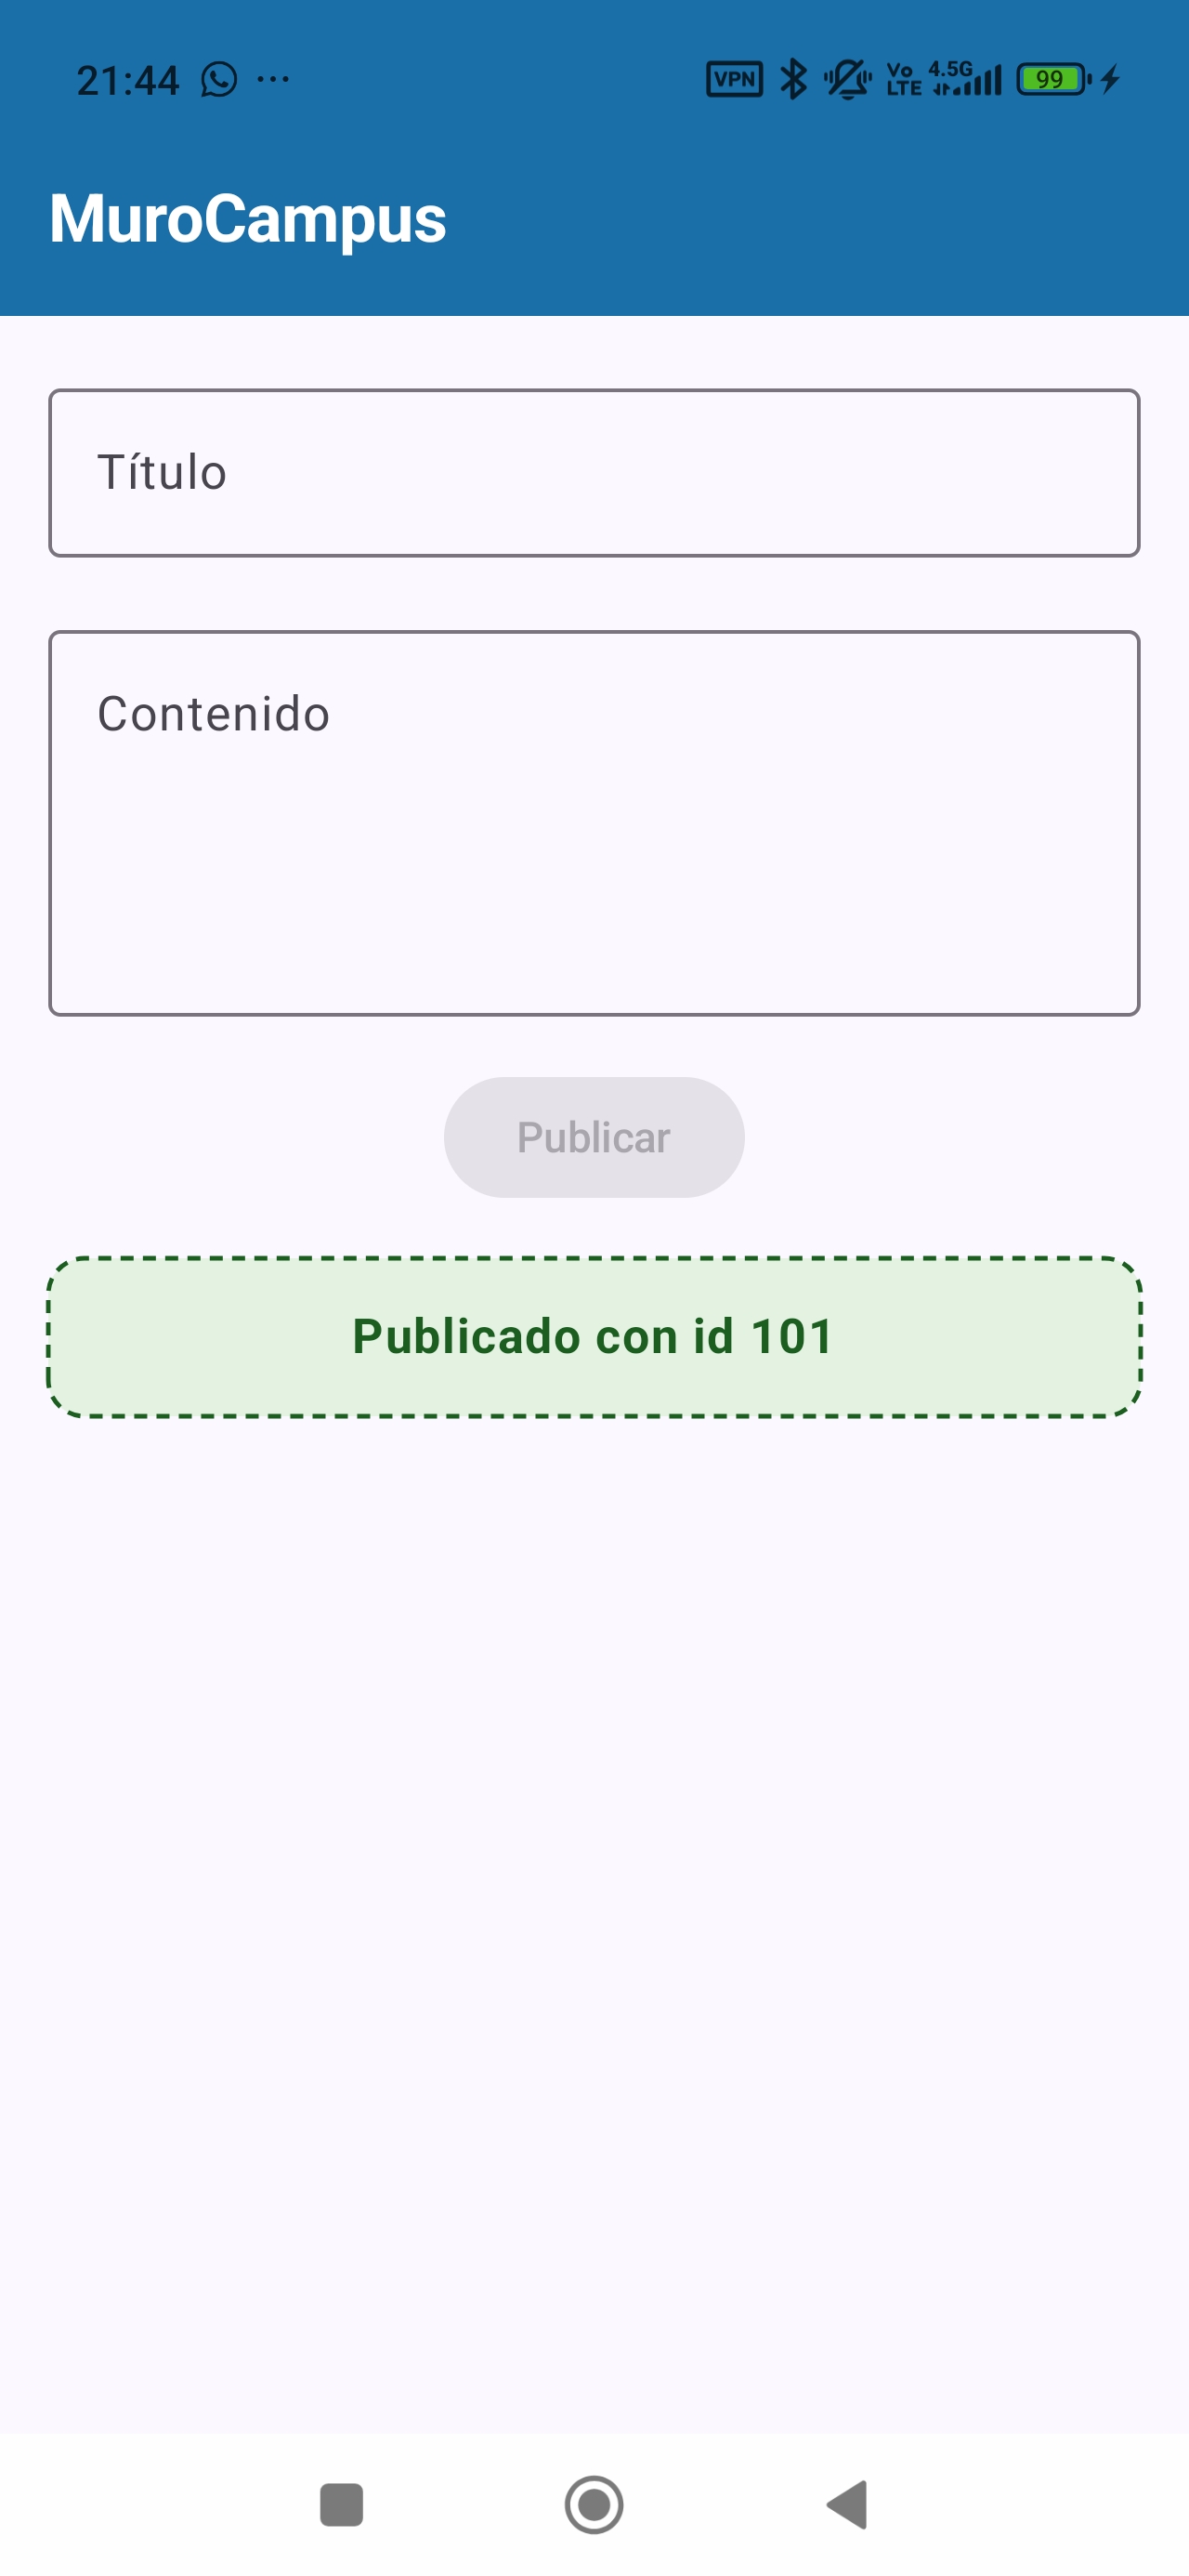 21:44 ... VPN Vo LTE 4.5G 99
MuroCampus
Título
Contenido
Publicar
Publicado con id 101